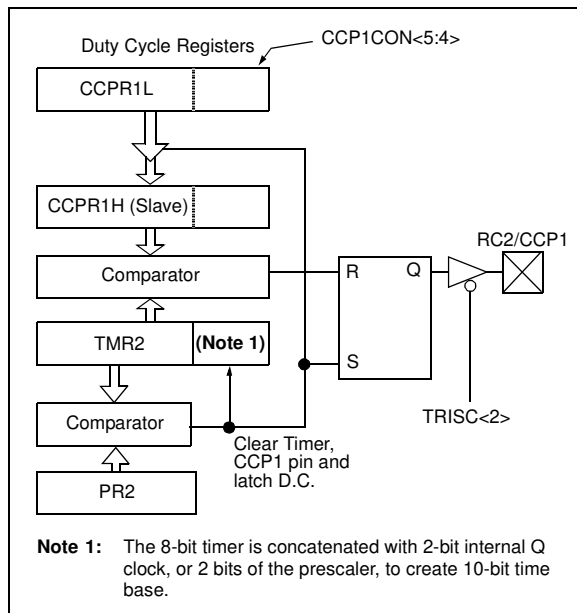 Duty Cycle Registers
CCP1CON<5:4>
CCPR1L
CCPR1H (Slave)
RC2/CCP1
Comparator
R
Q
TMR2
(Note 1)
S
Comparator
TRISC<2>
Clear Timer,
CCP1 pin and
latch D.C.
PR2
Note 1: The 8-bit timer is concatenated with 2-bit internal Q
clock, or 2 bits of the prescaler, to create 10-bit time
base.